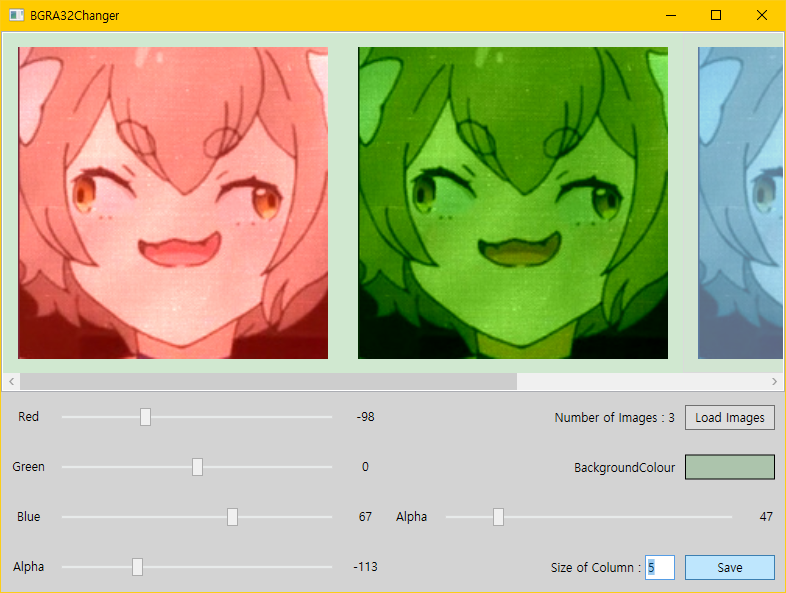 BGRA32Changer
Red -98 Number of Images : 3 Load Images
Green 0 BackgroundColour
Blue 67 Alpha 47
Alpha -113 Size of Column : 5 Save